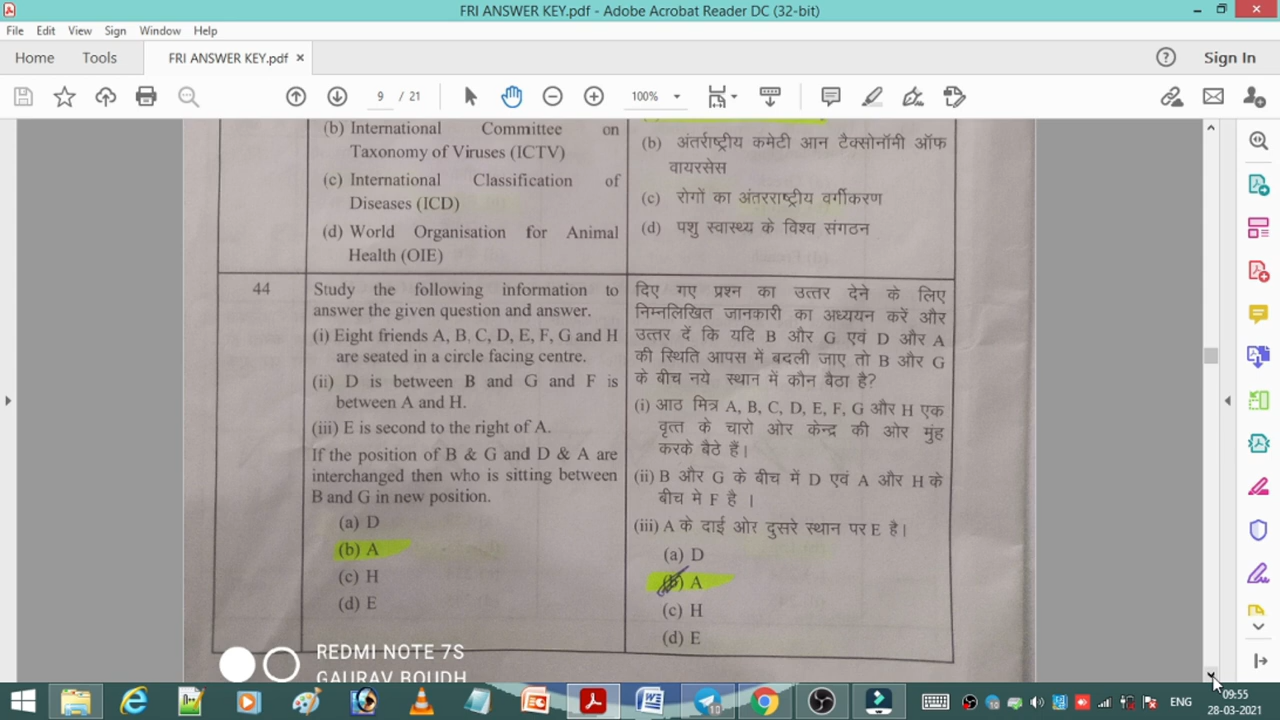 FRI ANSWER KEY.pdf - Adobe Acrobat Reader DC (32-bit)
File Edit View Sign Window Help
Home Tools FRI ANSWER KEY.pdf × Sign In
9 / 21 100%
(b) International Committee on
Taxonomy of Viruses (ICTV)
(c) International Classification of
Diseases (ICD)
(d) World Organisation for Animal
Health (OIE)
(b) अंतर्राष्ट्रीय कमेटी आन टैक्सोनॉमी ऑफ
वायरसेस
(c) रोगों का अंतरराष्ट्रीय वर्गीकरण
(d) पशु स्वास्थ्य के विश्व संगठन
44
Study the following information to
answer the given question and answer.
(i) Eight friends A, B, C, D, E, F, G and H
are seated in a circle facing centre.
(ii) D is between B and G and F is
between A and H.
(iii) E is second to the right of A.
If the position of B & G and D & A are
interchanged then who is sitting between
B and G in new position.
(a) D
(b) A
(c) H
(d) E
दिए गए प्रश्न का उत्तर देने के लिए
निम्नलिखित जानकारी का अध्ययन करें और
उत्तर दें कि यदि B और G एवं D और A
की स्थिति आपस में बदली जाए तो B और G
के बीच नये स्थान में कौन बैठा है?
(i) आठ मित्र A, B, C, D, E, F, G और H एक
वृत्त के चारो ओर केन्द्र की ओर मुंह
करके बैठे हैं।
(ii) B और G के बीच में D एवं A और H के
बीच मे F है ।
(iii) A के दाई ओर दुसरे स्थान पर E है।
(a) D
(b) A
(c) H
(d) E
REDMI NOTE 7S
GAURAV BOUDH
ENG
09:55
28-03-2021